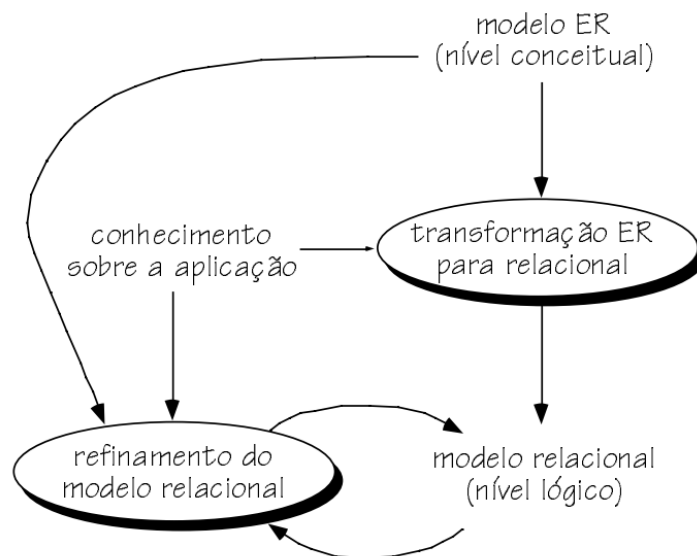 modelo ER
(nível conceitual)
conhecimento
sobre a aplicação
transformação ER
para relacional
refinamento do
modelo relacional
modelo relacional
(nível lógico)